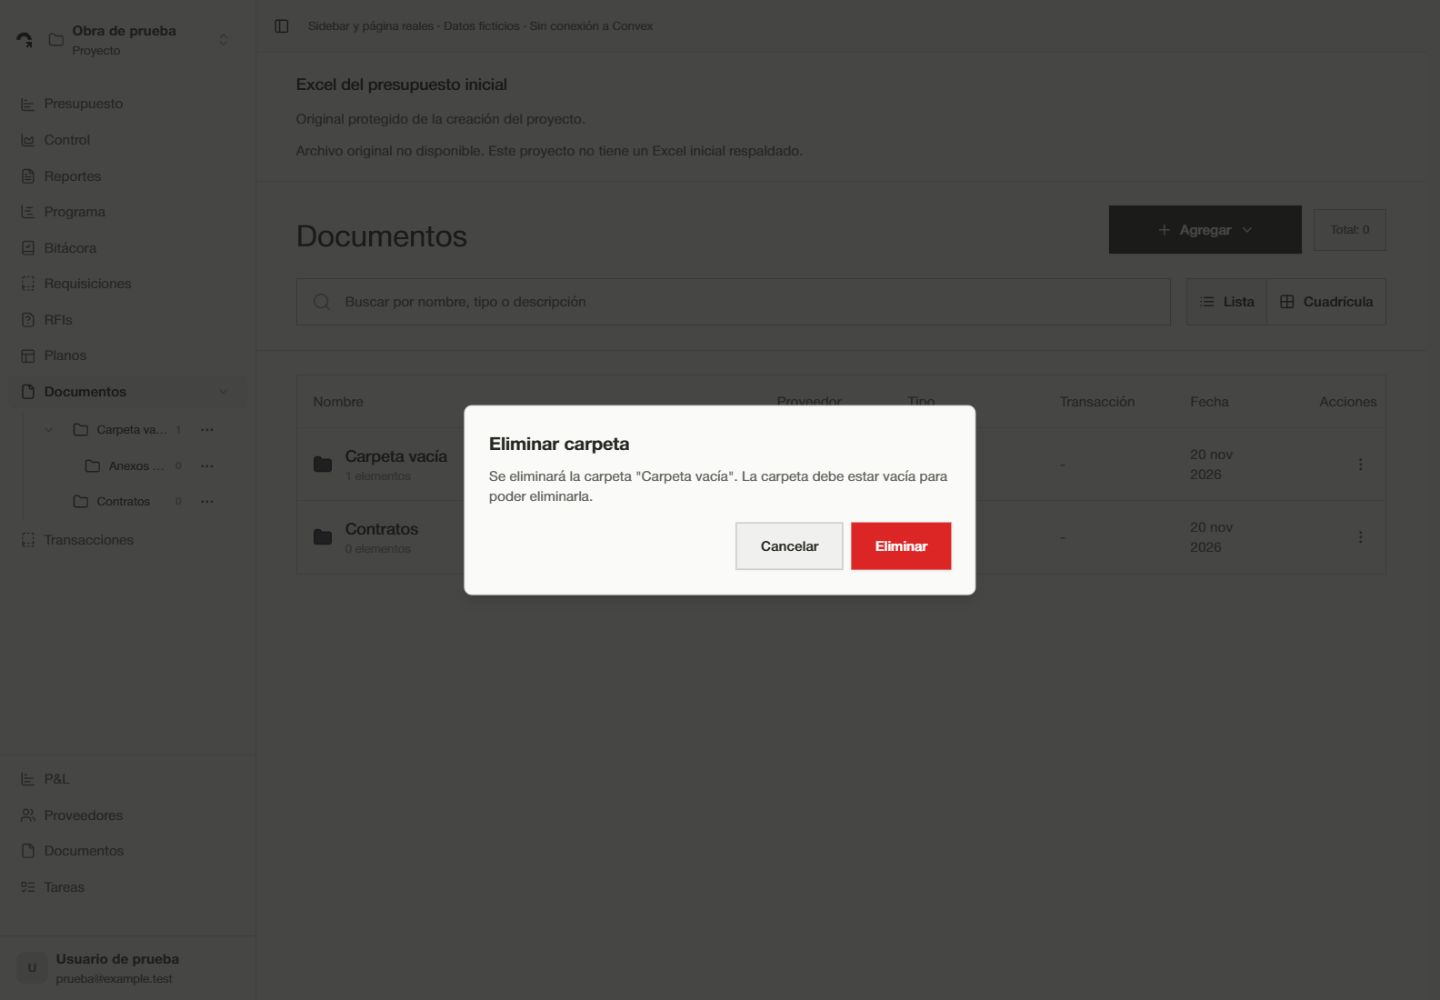 Obra de prueba
Proyecto
Presupuesto
Control
Reportes
Programa
Bitácora
Requisiciones
RFIs
Planos
Documentos
Carpeta va... 1
Anexos ... 0
Contratos 0
Transacciones
P&L
Proveedores
Documentos
Tareas
U
Usuario de prueba
prueba@example.test
Sidebar y página reales · Datos ficticios · Sin conexión a Convex
Excel del presupuesto inicial
Original protegido de la creación del proyecto.
Archivo original no disponible. Este proyecto no tiene un Excel inicial respaldado.
Documentos
Agregar
Total: 0
Buscar por nombre, tipo o descripción
Lista
Cuadrícula
Nombre Proveedor Tipo Transacción Fecha Acciones
Carpeta vacía
1 elementos
-
20 nov
2026
Contratos
0 elementos
-
20 nov
2026
Eliminar carpeta
Se eliminará la carpeta "Carpeta vacía". La carpeta debe estar vacía para
poder eliminarla.
Cancelar
Eliminar